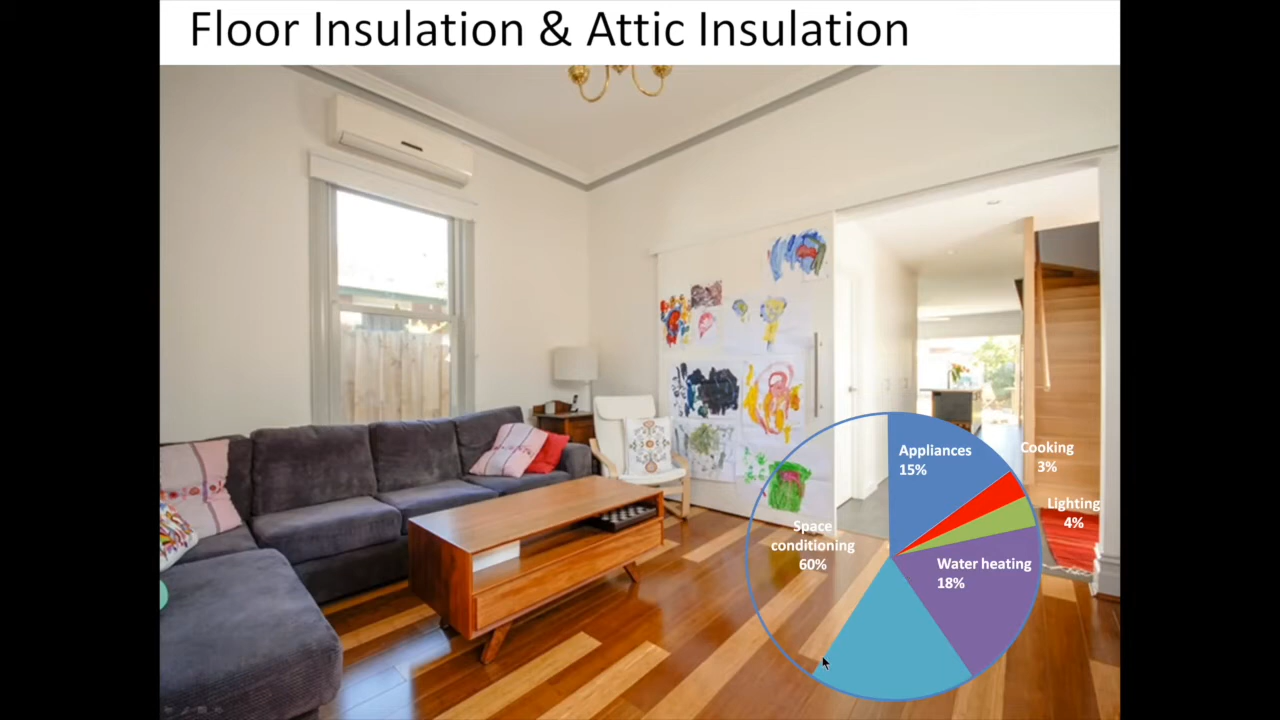 Floor Insulation & Attic Insulation
Appliances
15%
Cooking
3%
Lighting
4%
Space
conditioning
60%
Water heating
18%